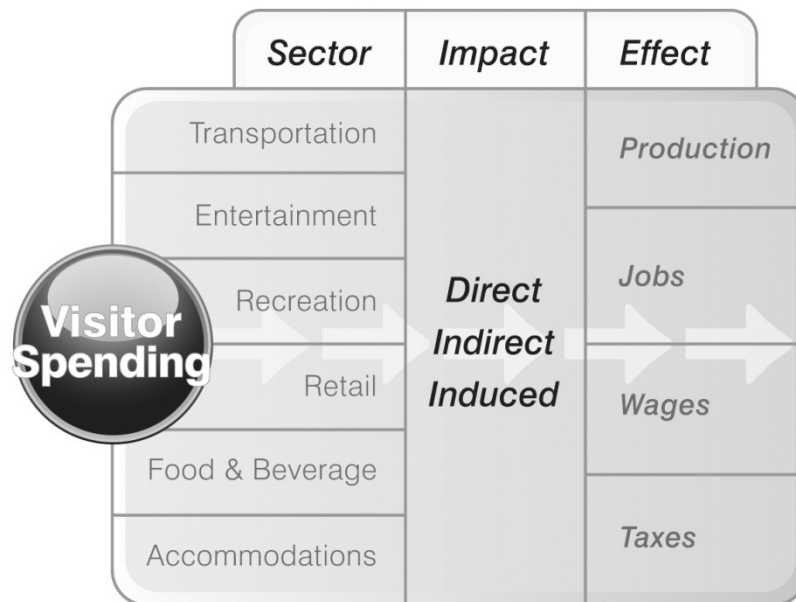 Sector Impact Effect
Transportation
Entertainment
Recreation
Retail
Food & Beverage
Accommodations
Visitor
Spending
Direct
Indirect
Induced
Production
Jobs
Wages
Taxes